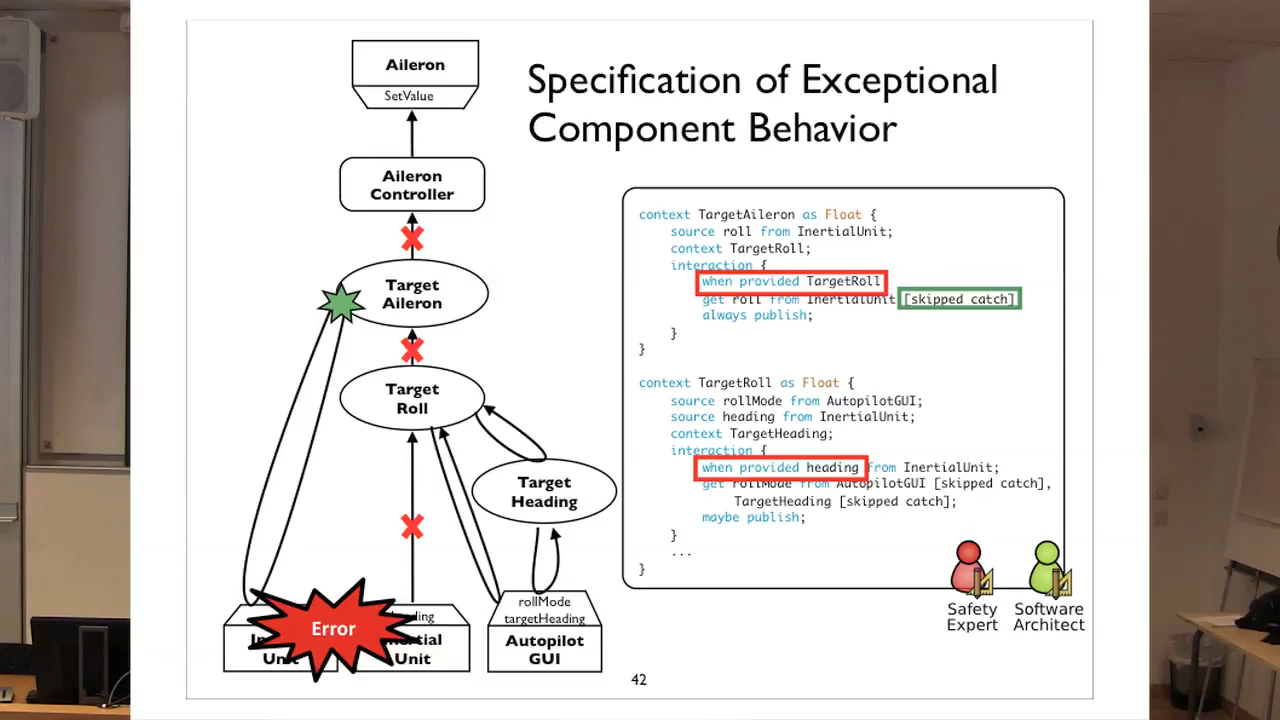 Specification of Exceptional
Component Behavior
Aileron
SetValue
Aileron
Controller
Target
Aileron
Target
Roll
Target
Heading
Error
Unit
Unit
rollMode
targetHeading
Autopilot
GUI
context TargetAileron as Float {
source roll from InertialUnit;
context TargetRoll;
interaction {
when provided TargetRoll
get roll from InertialUnit [skipped catch]
always publish;
}
}
context TargetRoll as Float {
source rollMode from AutopilotGUI;
source heading from InertialUnit;
context TargetHeading;
interaction {
when provided heading from InertialUnit;
get rollMode from AutopilotGUI [skipped catch],
TargetHeading [skipped catch];
maybe publish;
}
...
}
Safety
Expert
Software
Architect
42